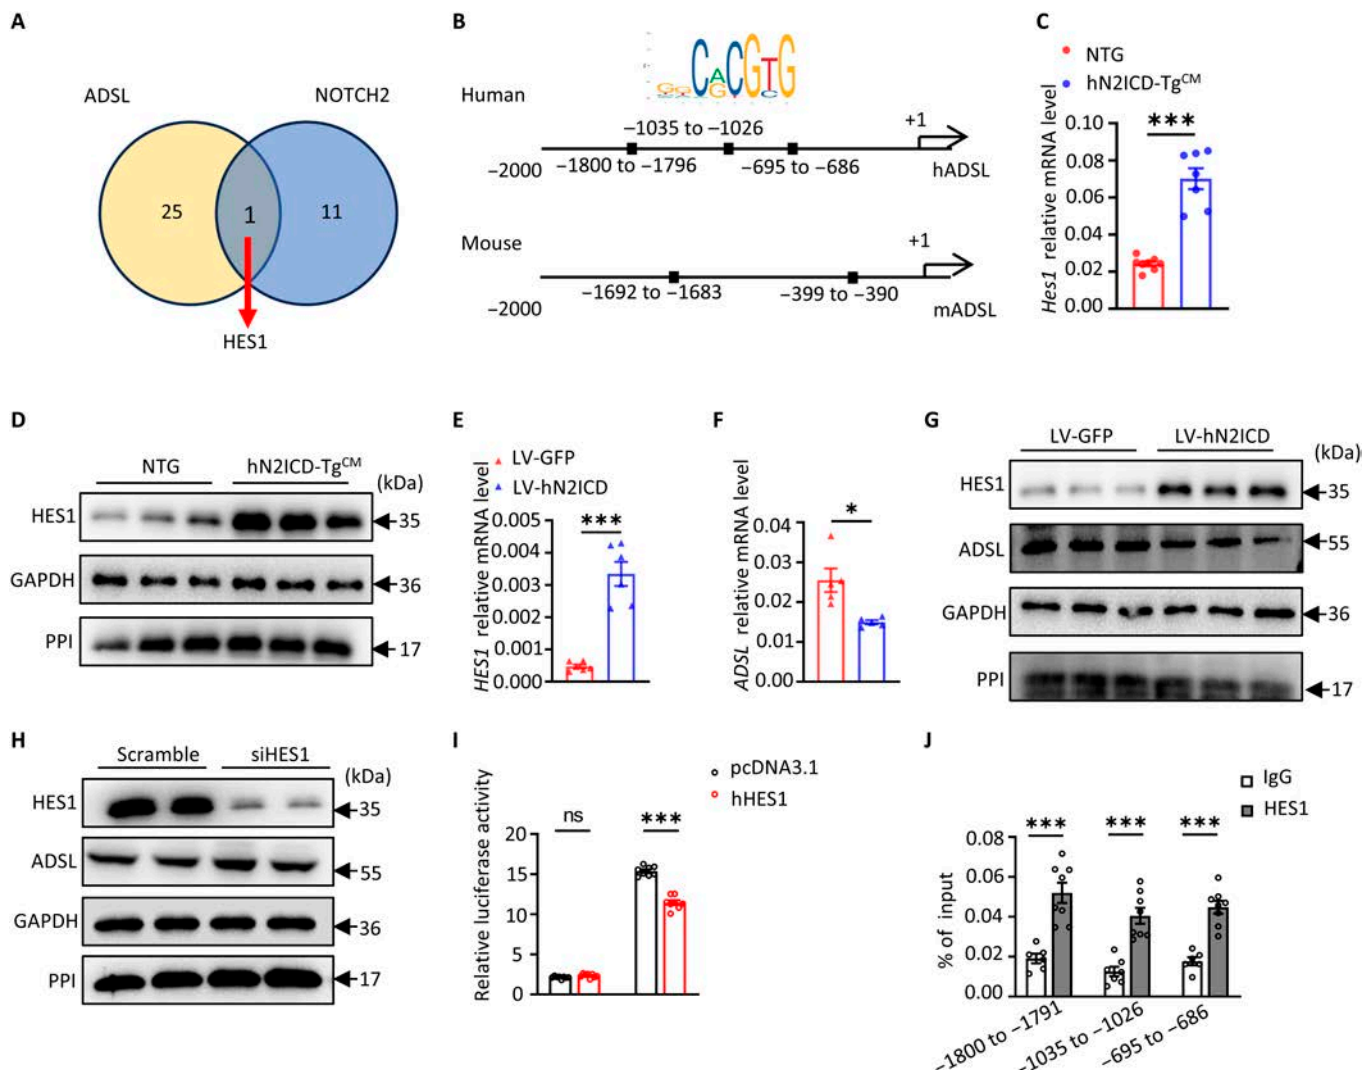 A
ADSL
NOTCH2
25
1
11
HES1
B
CACGTG
Human
−1035 to −1026
+1
−2000
−1800 to −1796
−695 to −686
hADSL
Mouse
+1
−2000
−1692 to −1683
−399 to −390
mADSL
C
NTG
hN2ICD-TgCM
Hes1 relative mRNA level
0.10
0.08
0.06
0.04
0.02
0.00
***
D
NTG
hN2ICD-TgCM
(kDa)
HES1
35
GAPDH
36
PPI
17
E
LV-GFP
LV-hN2ICD
HES1 relative mRNA level
0.005
0.004
0.003
0.002
0.001
0.000
***
F
ADSL relative mRNA level
0.04
0.03
0.02
0.01
0.00
*
G
LV-GFP
LV-hN2ICD
(kDa)
HES1
35
ADSL
55
GAPDH
36
PPI
17
H
Scramble
siHES1
(kDa)
HES1
35
ADSL
55
GAPDH
36
PPI
17
I
pcDNA3.1
hHES1
Relative luciferase activity
20
15
10
5
0
ns
***
J
IgG
HES1
% of input
0.08
0.06
0.04
0.02
0.00
***
***
***
−1800 to −1791
−1035 to −1026
−695 to −686